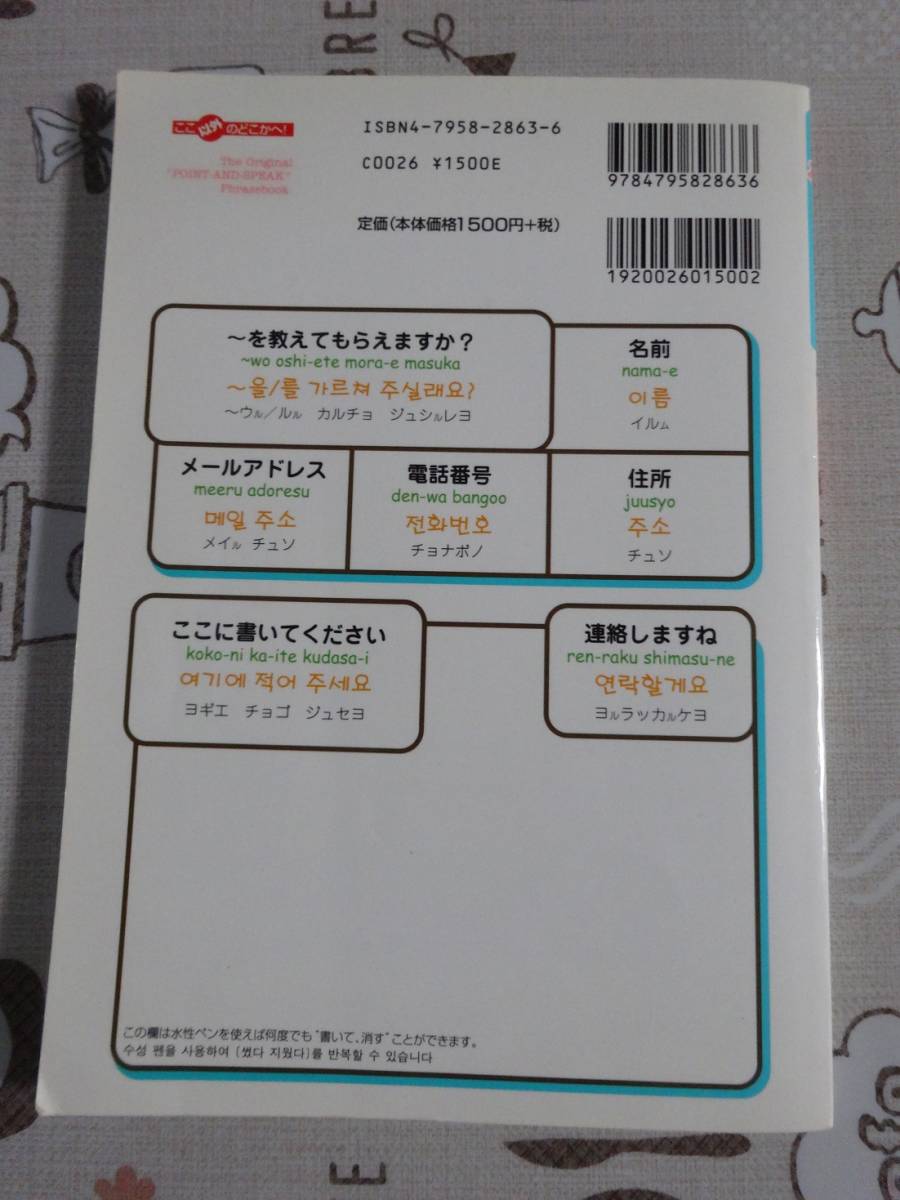 BRE
ここ以外のどこかへ!
The Original
"POINT-AND-SPEAK"
Phrasebook
ISBN4-7958-2863-6
C0026 ¥1500E
定価(本体価格1500円+税)
9784795828636
1920026015002
～を教えてもらえますか?
~wo oshi-ete mora-e masuka
～을/를 가르쳐 주실래요?
～ウル/ルル カルチョ ジュシルレヨ
名前
nama-e
이름
イルム
メールアドレス
meeru adoresu
메일 주소
メイル チュソ
電話番号
den-wa bangoo
전화번호
チョナボノ
住所
juusyo
주소
チュソ
ここに書いてください
koko-ni ka-ite kudasa-i
여기에 적어 주세요
ヨギエ チョゴ ジュセヨ
連絡しますね
ren-raku shimasu-ne
연락할게요
ヨルラッカルケヨ
この欄は水性ペンを使えば何度でも"書いて、消す"ことができます。
수성 펜을 사용하여 [썼다 지웠다]를 반복할 수 있습니다